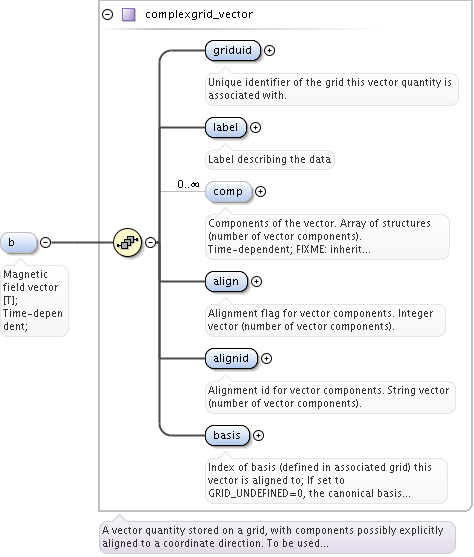 complexgrid_vector
griduid
Unique identifier of the grid this vector quantity is
associated with.
label
Label describing the data
0..∞
comp
Components of the vector. Array of structures
(number of vector components).
Time-dependent; FIXME: inherit...
b
Magnetic
field vector
[T];
Time-depen
dent;
align
Alignment flag for vector components. Integer
vector (number of vector components).
alignid
Alignment id for vector components. String vector
(number of vector components).
basis
Index of basis (defined in associated grid) this
vector is aligned to; If set to
GRID_UNDEFINED=0, the canonical basis...
A vector quantity stored on a grid, with components possibly explicitly
aligned to a coordinate direction. To be used...